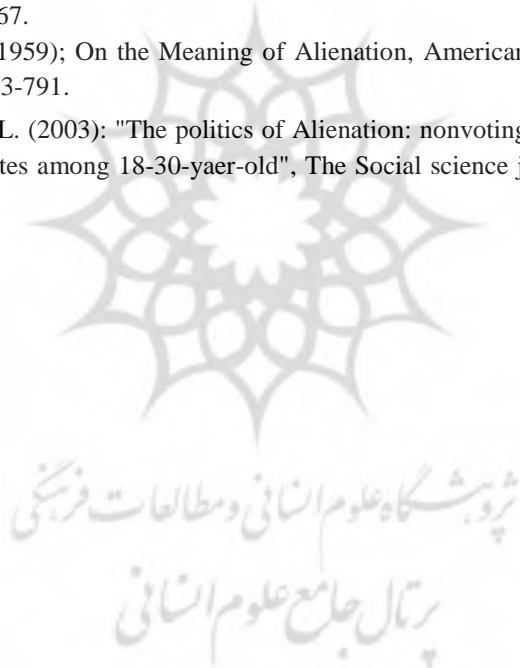 67.
1959); On the Meaning of Alienation, American
3-791.
L. (2003): "The politics of Alienation: nonvoting
tes among 18-30-yaer-old", The Social science j
پژوهشگاه علوم انسانی و مطالعات فرهنگی
پرتال جامع علوم انسانی